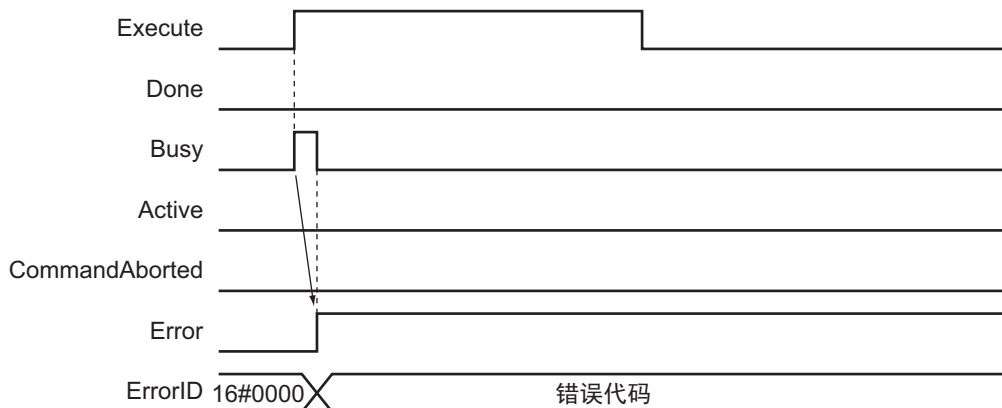 Execute
Done
Busy
Active
CommandAborted
Error
ErrorID 16#0000 错误代码